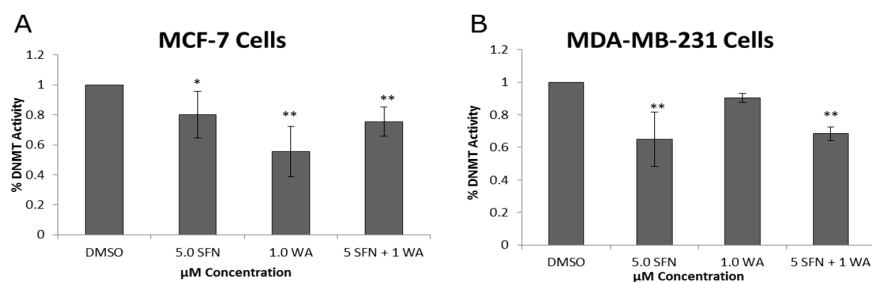 A
MCF-7 Cells
% DNMT Activity
1.2
1
0.8
0.6
0.4
0.2
0
*
**
**
DMSO
5.0 SFN
1.0 WA
5 SFN + 1 WA
µM Concentration
B
MDA-MB-231 Cells
% DNMT Activity
1.2
1
0.8
0.6
0.4
0.2
0
**
**
DMSO
5.0 SFN
1.0 WA
5 SFN + 1 WA
µM Concentration